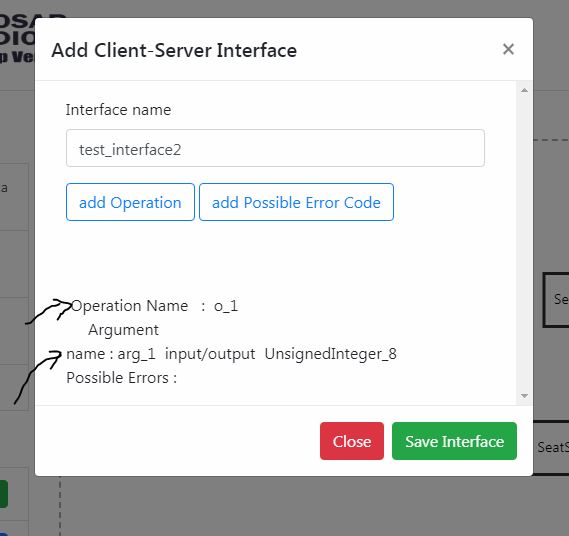 OSAR
DIO
p Ve
Add Client-Server Interface ×
Interface name
test_interface2
add Operation add Possible Error Code
Operation Name : o_1
Argument
name : arg_1 input/output UnsignedInteger_8
Possible Errors :
Close Save Interface
ta
Se
SeatS